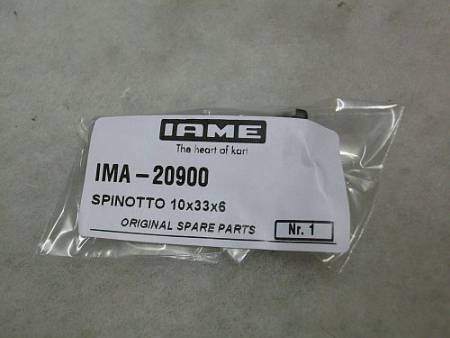 IAME
The heart of kart
IMA-20900
SPINOTTO 10x33x6
ORIGINAL SPARE PARTS
Nr. 1